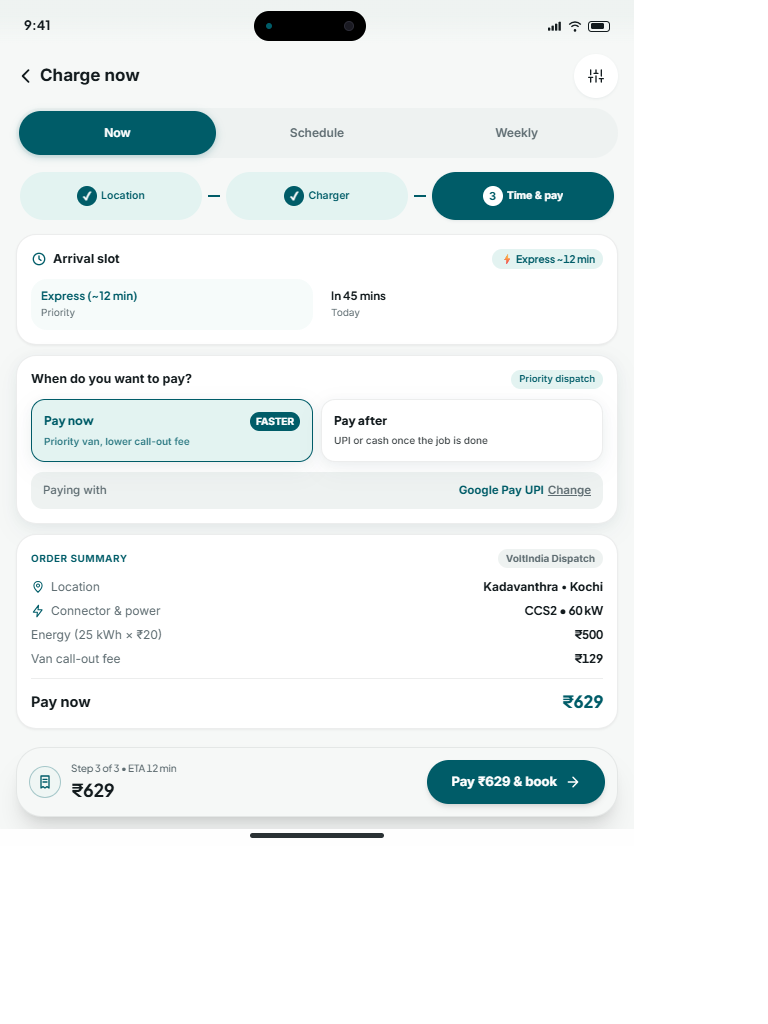 9:41
Charge now
Now Schedule Weekly
Location Charger 3 Time & pay
Arrival slot Express ~12 min
Express (~12 min) In 45 mins
Priority Today
When do you want to pay? Priority dispatch
Pay now FASTER Pay after
Priority van, lower call-out fee UPI or cash once the job is done
Paying with Google Pay UPI Change
ORDER SUMMARY VoltIndia Dispatch
Location Kadavanthra • Kochi
Connector & power CCS2 • 60 kW
Energy (25 kWh × ₹20) ₹500
Van call-out fee ₹129
Pay now ₹629
Step 3 of 3 • ETA 12 min
₹629 Pay ₹629 & book →